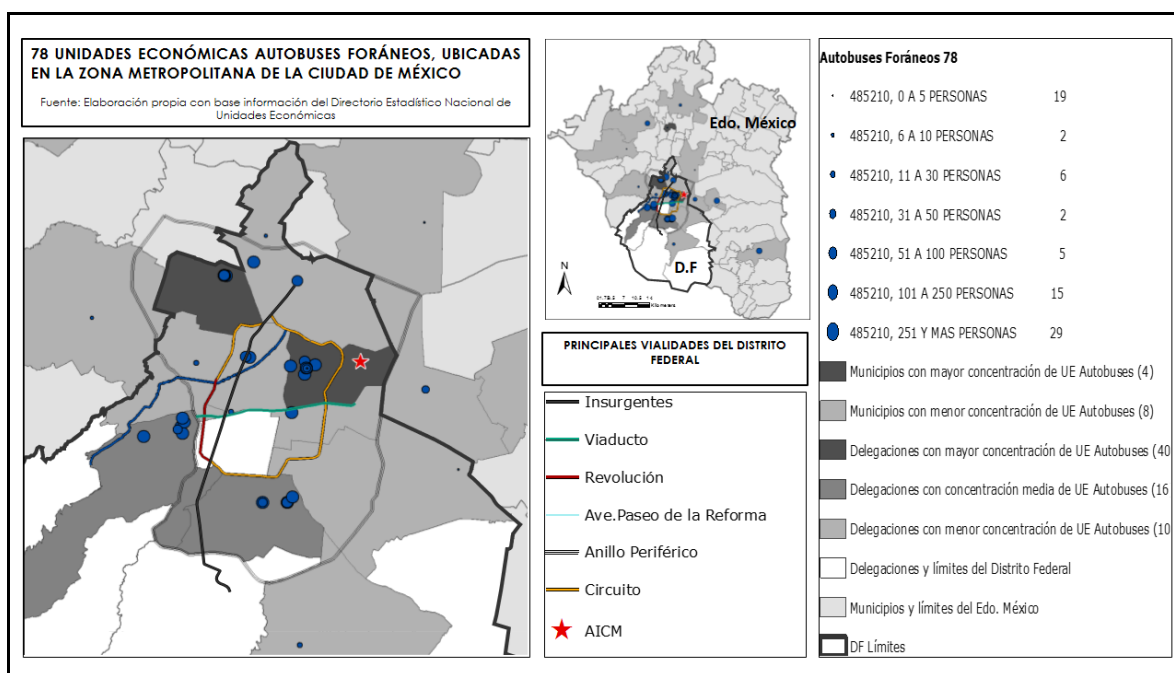 78 UNIDADES ECONÓMICAS AUTOBUSES FORÁNEOS, UBICADAS
EN LA ZONA METROPOLITANA DE LA CIUDAD DE MÉXICO
Fuente: Elaboración propia con base información del Directorio Estadístico Nacional de
Unidades Económicas
Edo. México
D.F
N
Kilometers
PRINCIPALES VIALIDADES DEL DISTRITO
FEDERAL
Insurgentes
Viaducto
Revolución
Ave.Paseo de la Reforma
Anillo Periférico
Circuito
AICM
Autobuses Foráneos 78
485210, 0 A 5 PERSONAS 19
485210, 6 A 10 PERSONAS 2
485210, 11 A 30 PERSONAS 6
485210, 31 A 50 PERSONAS 2
485210, 51 A 100 PERSONAS 5
485210, 101 A 250 PERSONAS 15
485210, 251 Y MAS PERSONAS 29
Municipios con mayor concentración de UE Autobuses (4)
Municipios con menor concentración de UE Autobuses (8)
Delegaciones con mayor concentración de UE Autobuses (40
Delegaciones con concentración media de UE Autobuses (16
Delegaciones con menor concentración de UE Autobuses (10
Delegaciones y límites del Distrito Federal
Municipios y límites del Edo. México
DF Límites